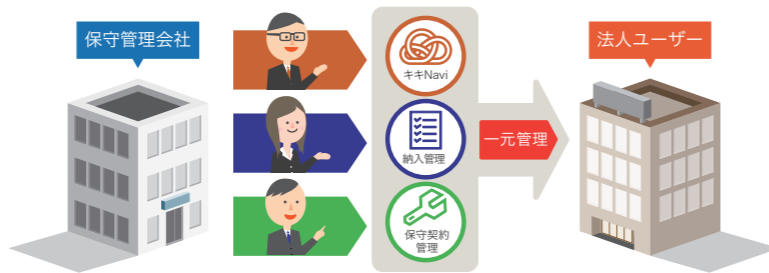 保守管理会社
法人ユーザー
キキNavi
納入管理
一元管理
保守契約
管理